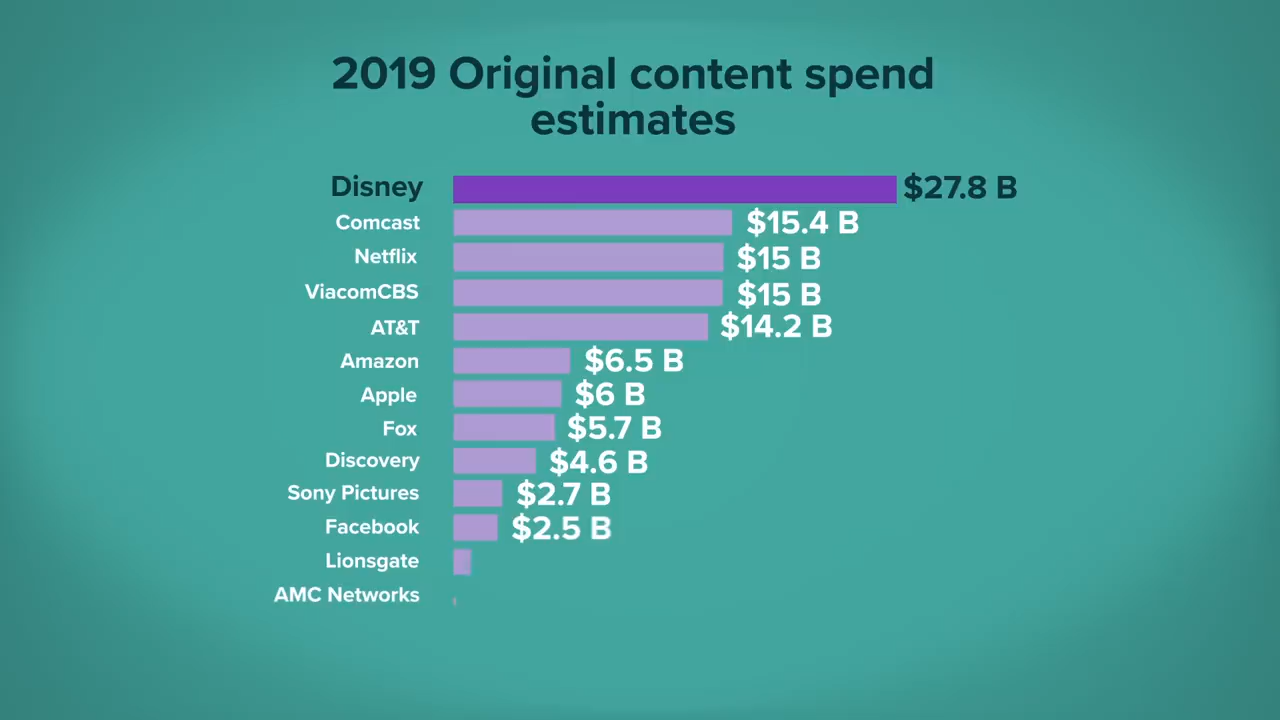 2019 Original content spend
estimates
Disney $27.8 B
Comcast $15.4 B
Netflix $15 B
ViacomCBS $15 B
AT&T $14.2 B
Amazon $6.5 B
Apple $6 B
Fox $5.7 B
Discovery $4.6 B
Sony Pictures $2.7 B
Facebook $2.5 B
Lionsgate
AMC Networks